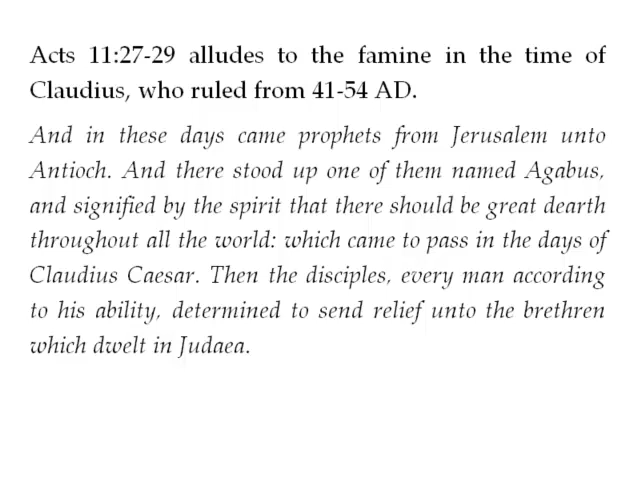 Acts 11:27-29 alludes to the famine in the time of
Claudius, who ruled from 41-54 AD.
And in these days came prophets from Jerusalem unto
Antioch. And there stood up one of them named Agabus,
and signified by the spirit that there should be great dearth
throughout all the world: which came to pass in the days of
Claudius Caesar. Then the disciples, every man according
to his ability, determined to send relief unto the brethren
which dwelt in Judaea.